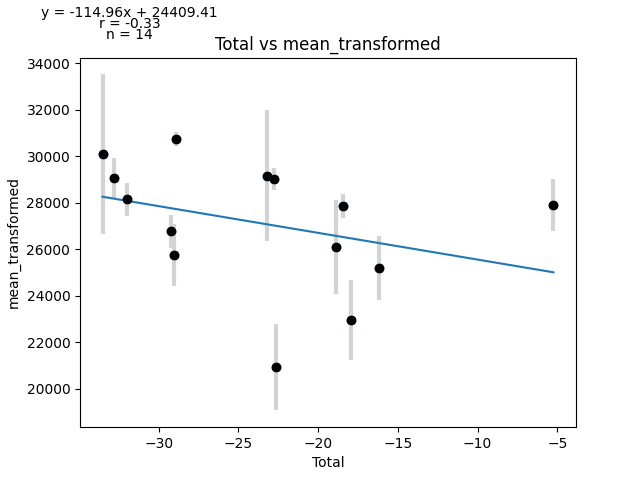 y = -114.96x + 24409.41
r = -0.33
n = 14
Total vs mean_transformed
34000
32000
30000
28000
26000
24000
22000
20000
mean_transformed
−30
−25
−20
−15
−10
−5
Total